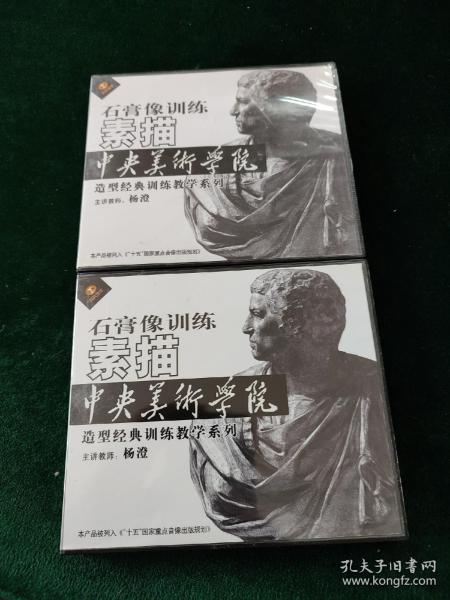 石膏像训练
素描
中央美術學院
造型经典训练教学系列
主讲教师：杨澄
本产品被列入《"十五"国家重点音像出版规划》
石膏像训练
素描
中央美術學院
造型经典训练教学系列
主讲教师：杨澄
本产品被列入《"十五"国家重点音像出版规划》
孔夫子旧书网
www.kongfz.com